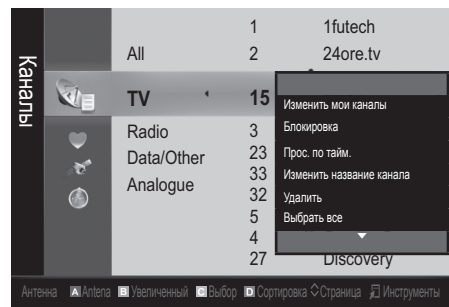 Каналы
1 1futech
All 2 24ore.tv
TV 15
Radio 3
Data/Other 23
Analogue 33
32
5
4
27 Discovery
Изменить мои каналы
Блокировка
Прос. по тайм.
Изменить название канала
Удалить
Выбрать все
Антенна A Antena B Увеличенный C Выбор D Сортировка Страница Инструменты